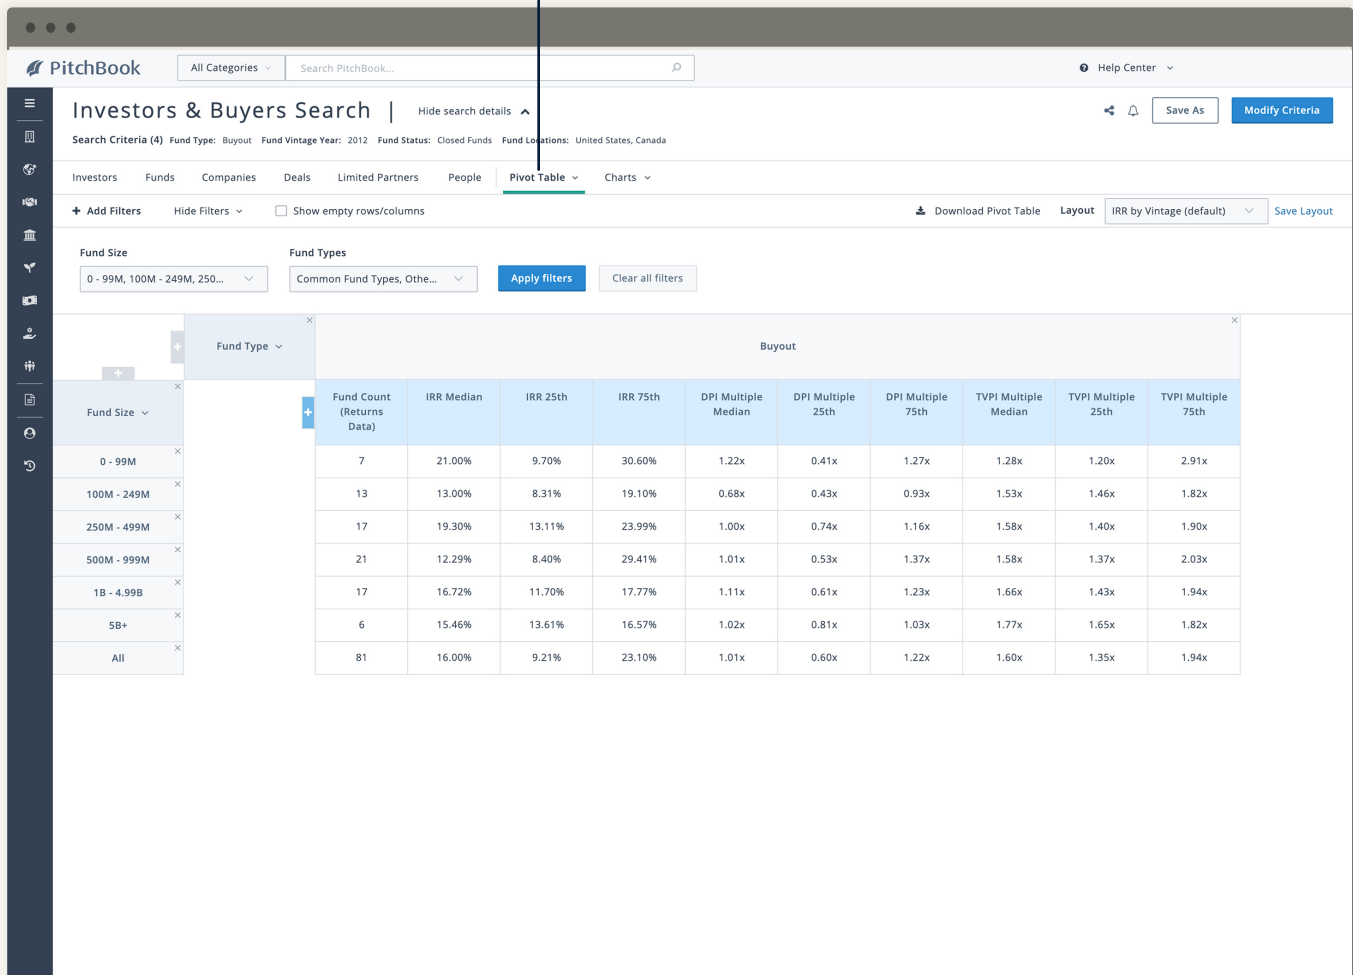 PitchBook
All Categories
Search PitchBook...
Help Center
Investors & Buyers Search |
Hide search details
Save As
Modify Criteria
Search Criteria (4) Fund Type: Buyout Fund Vintage Year: 2012 Fund Status: Closed Funds Fund Locations: United States, Canada
Investors Funds Companies Deals Limited Partners People Pivot Table Charts
+ Add Filters Hide Filters Show empty rows/columns Download Pivot Table Layout IRR by Vintage (default) Save Layout
Fund Size Fund Types
0 - 99M, 100M - 249M, 250... Common Fund Types, Othe... Apply filters Clear all filters
Fund Type Buyout
Fund Size
Fund Count (Returns Data) IRR Median IRR 25th IRR 75th DPI Multiple Median DPI Multiple 25th DPI Multiple 75th TVPI Multiple Median TVPI Multiple 25th TVPI Multiple 75th
0 - 99M 7 21.00% 9.70% 30.60% 1.22x 0.41x 1.27x 1.28x 1.20x 2.91x
100M - 249M 13 13.00% 8.31% 19.10% 0.68x 0.43x 0.93x 1.53x 1.46x 1.82x
250M - 499M 17 19.30% 13.11% 23.99% 1.00x 0.74x 1.16x 1.58x 1.40x 1.90x
500M - 999M 21 12.29% 8.40% 29.41% 1.01x 0.53x 1.37x 1.58x 1.37x 2.03x
1B - 4.99B 17 16.72% 11.70% 17.77% 1.11x 0.61x 1.23x 1.66x 1.43x 1.94x
5B+ 6 15.46% 13.61% 16.57% 1.02x 0.81x 1.03x 1.77x 1.65x 1.82x
All 81 16.00% 9.21% 23.10% 1.01x 0.60x 1.22x 1.60x 1.35x 1.94x